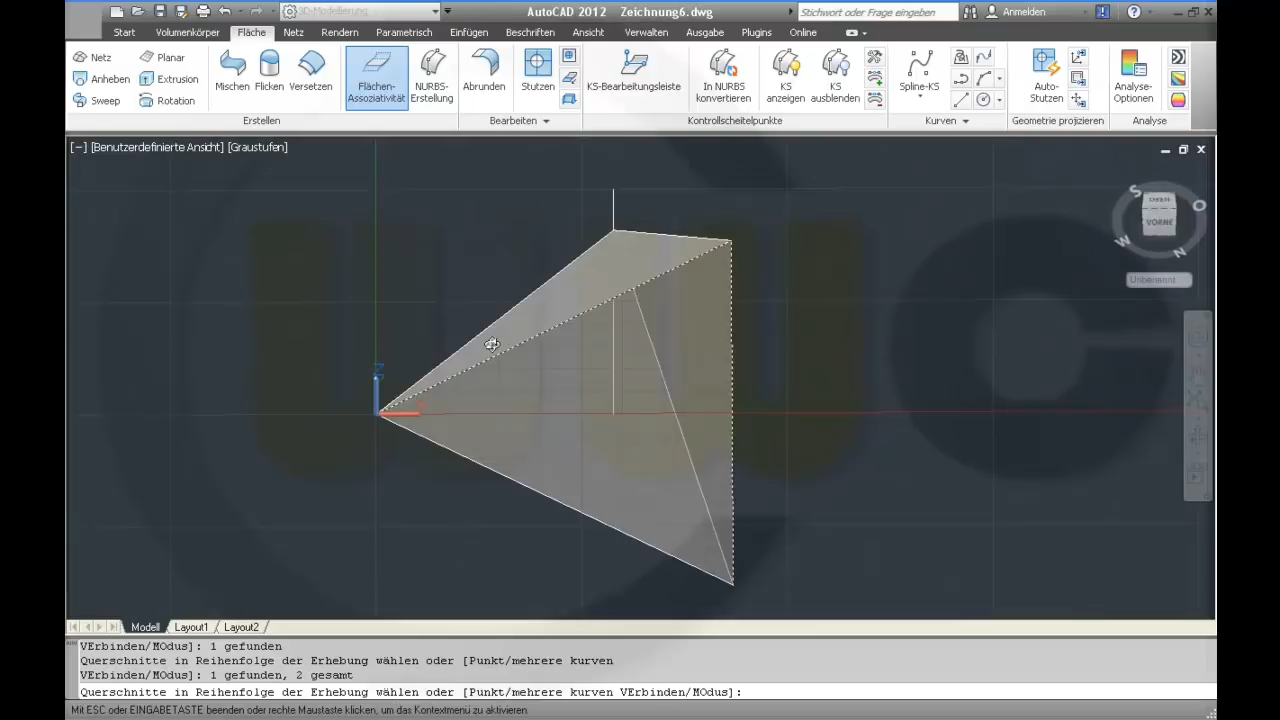 3D-Modellierung AutoCAD 2012 Zeichnung6.dwg Stichwort oder Frage eingeben Anmelden
Start Volumenkörper Fläche Netz Rendern Parametrisch Einfügen Beschriften Ansicht Verwalten Ausgabe Plugins Online
Netz Planar
Anheben Extrusion
Sweep Rotation
Mischen Flicken Versetzen
Flächen-
Assoziativität
NURBS-
Erstellung
Abrunden
Stutzen
KS-Bearbeitungsleiste
In NURBS
konvertieren
KS
anzeigen
KS
ausblenden
Spline-KS
Auto-
Stutzen
Analyse-
Optionen
Erstellen Bearbeiten Kontrollscheitelpunkte Kurven Geometrie projizieren Analyse
[−] [Benutzerdefinierte Ansicht] [Graustufen]
S
OBEN
O
VORNE
W
N
Unbenannt
Z
Modell Layout1 Layout2
VErbinden/MOdus]: 1 gefunden
Querschnitte in Reihenfolge der Erhebung wählen oder [Punkt/mehrere kurven
VErbinden/MOdus]: 1 gefunden, 2 gesamt
Querschnitte in Reihenfolge der Erhebung wählen oder [Punkt/mehrere kurven VErbinden/MOdus]:
Mit ESC oder EINGABETASTE beenden oder rechte Maustaste klicken, um das Kontextmenü zu aktivieren.